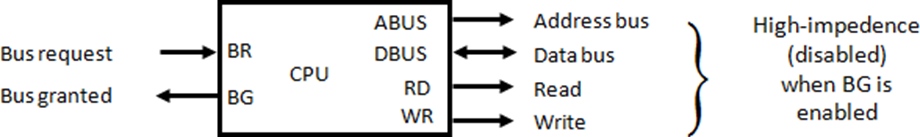 ABUS Address bus
Bus request BR DBUS Data bus
CPU
Bus granted BG RD Read
WR Write
High-impedence
(disabled)
when BG is
enabled